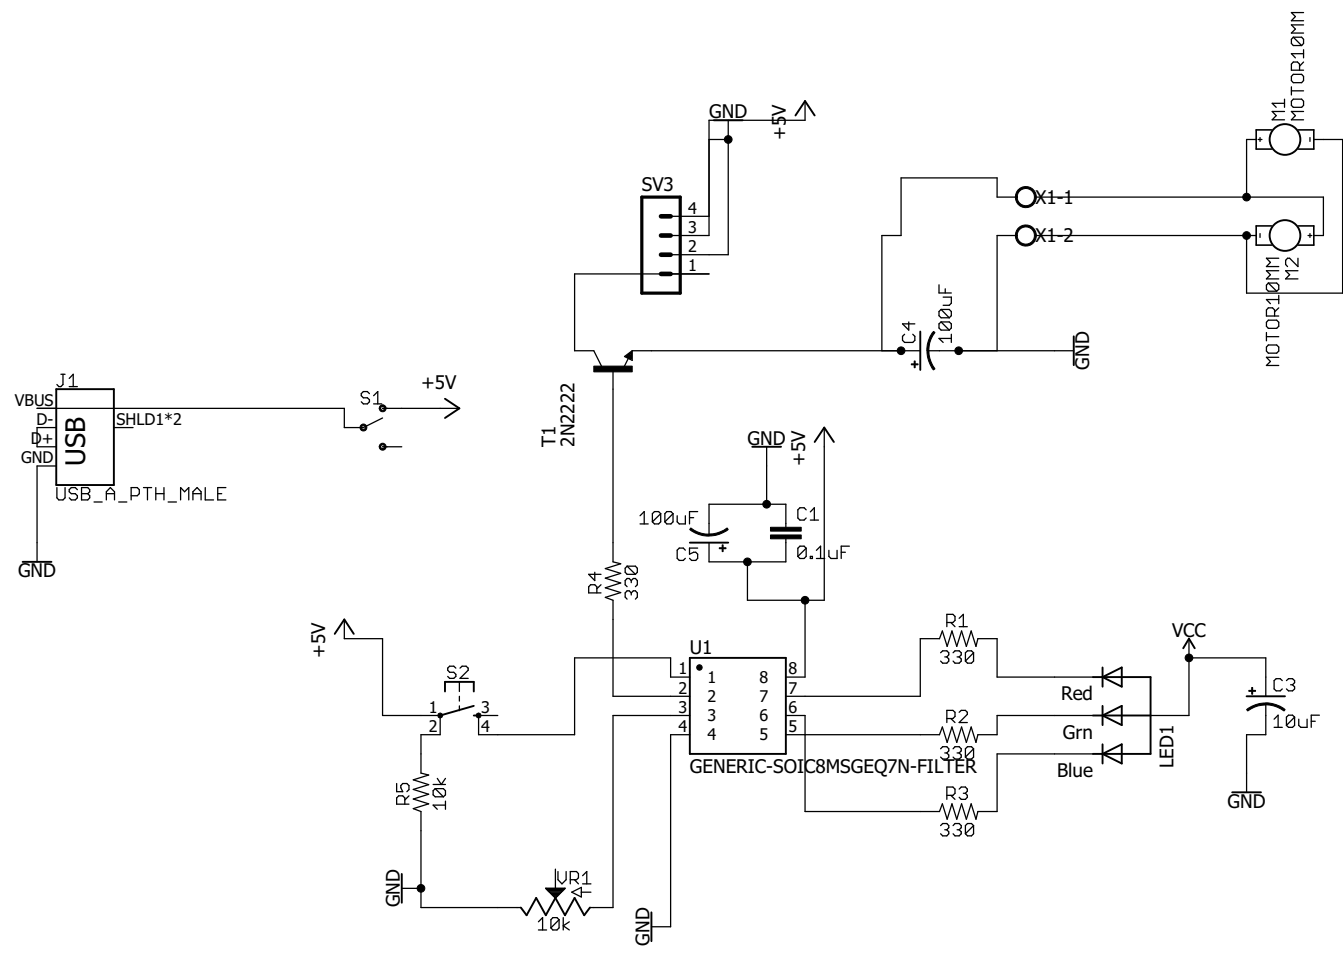 M1
MOTOR10MM
GND
+5V
SV3
4
3
2
1
X1-1
X1-2
MOTOR10MM
M2
C4
100uF
+
GND
J1
VBUS
D-
D+
GND
USB
SHLD1*2
USB_A_PTH_MALE
GND
S1
+5V
T1
2N2222
GND
+5V
100uF
C5
+
C1
0.1uF
R4
330
+5V
S2
1
2
3
4
R5
10k
GND
VR1
10k
GND
U1
1
2
3
4
1
2
3
4
8
7
6
5
8
7
6
5
GENERIC-SOIC8MSGEQ7N-FILTER
R1
330
R2
330
R3
330
Red
Grn
Blue
LED1
VCC
+
C3
10uF
GND